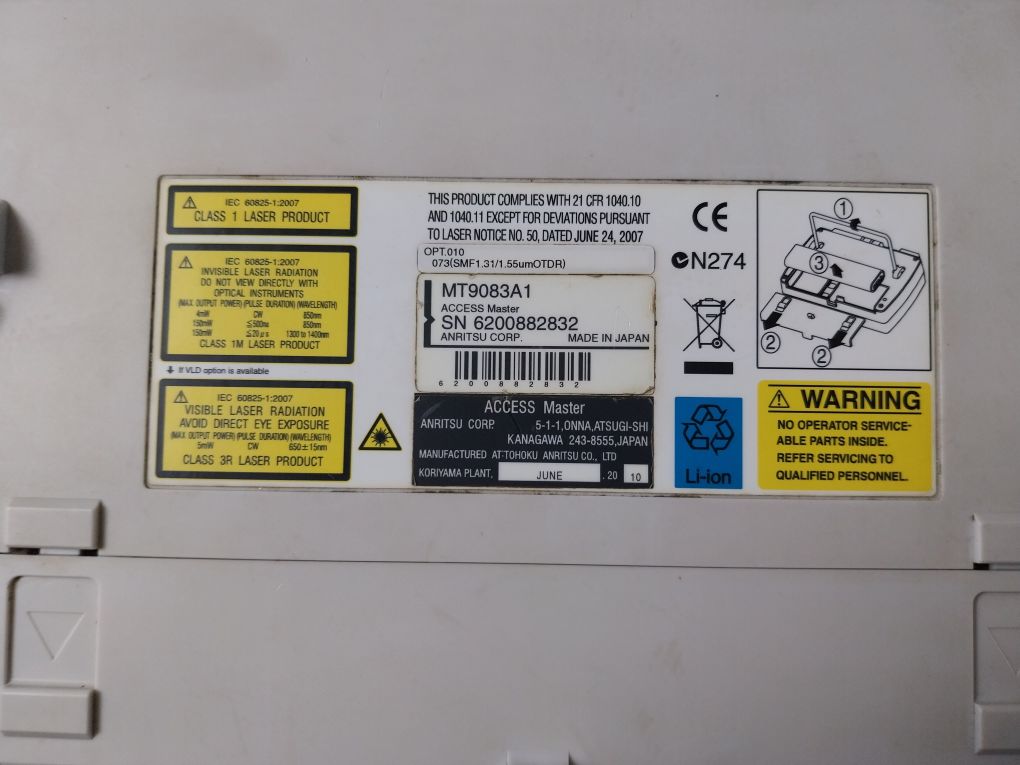 IEC 60825-1:2007
CLASS 1 LASER PRODUCT
IEC 60825-1:2007
INVISIBLE LASER RADIATION
DO NOT VIEW DIRECTLY WITH
OPTICAL INSTRUMENTS
(MAX OUTPUT POWER) (PULSE DURATION) (WAVELENGTH)
4mW CW 850nm
150mW ≦500ns 850nm
150mW ≦20μs 1300 to 1400nm
CLASS 1M LASER PRODUCT
If VLD option is available
IEC 60825-1:2007
VISIBLE LASER RADIATION
AVOID DIRECT EYE EXPOSURE
(MAX OUTPUT POWER) (PULSE DURATION) (WAVELENGTH)
5mW CW 650±15nm
CLASS 3R LASER PRODUCT
THIS PRODUCT COMPLIES WITH 21 CFR 1040.10
AND 1040.11 EXCEPT FOR DEVIATIONS PURSUANT
TO LASER NOTICE NO. 50, DATED JUNE 24, 2007
OPT.010
073(SMF1.31/1.55umOTDR)
MT9083A1
ACCESS Master
SN 6200882832
ANRITSU CORP. MADE IN JAPAN
6200882832
ACCESS Master
ANRITSU CORP. 5-1-1,ONNA,ATSUGI-SHI
KANAGAWA 243-8555,JAPAN
MANUFACTURED AT:TOHOKU ANRITSU CO., LTD
KORIYAMA PLANT, JUNE .20 10
CE
N274
Li-ion
1
3
2
2
WARNING
NO OPERATOR SERVICE-
ABLE PARTS INSIDE.
REFER SERVICING TO
QUALIFIED PERSONNEL.